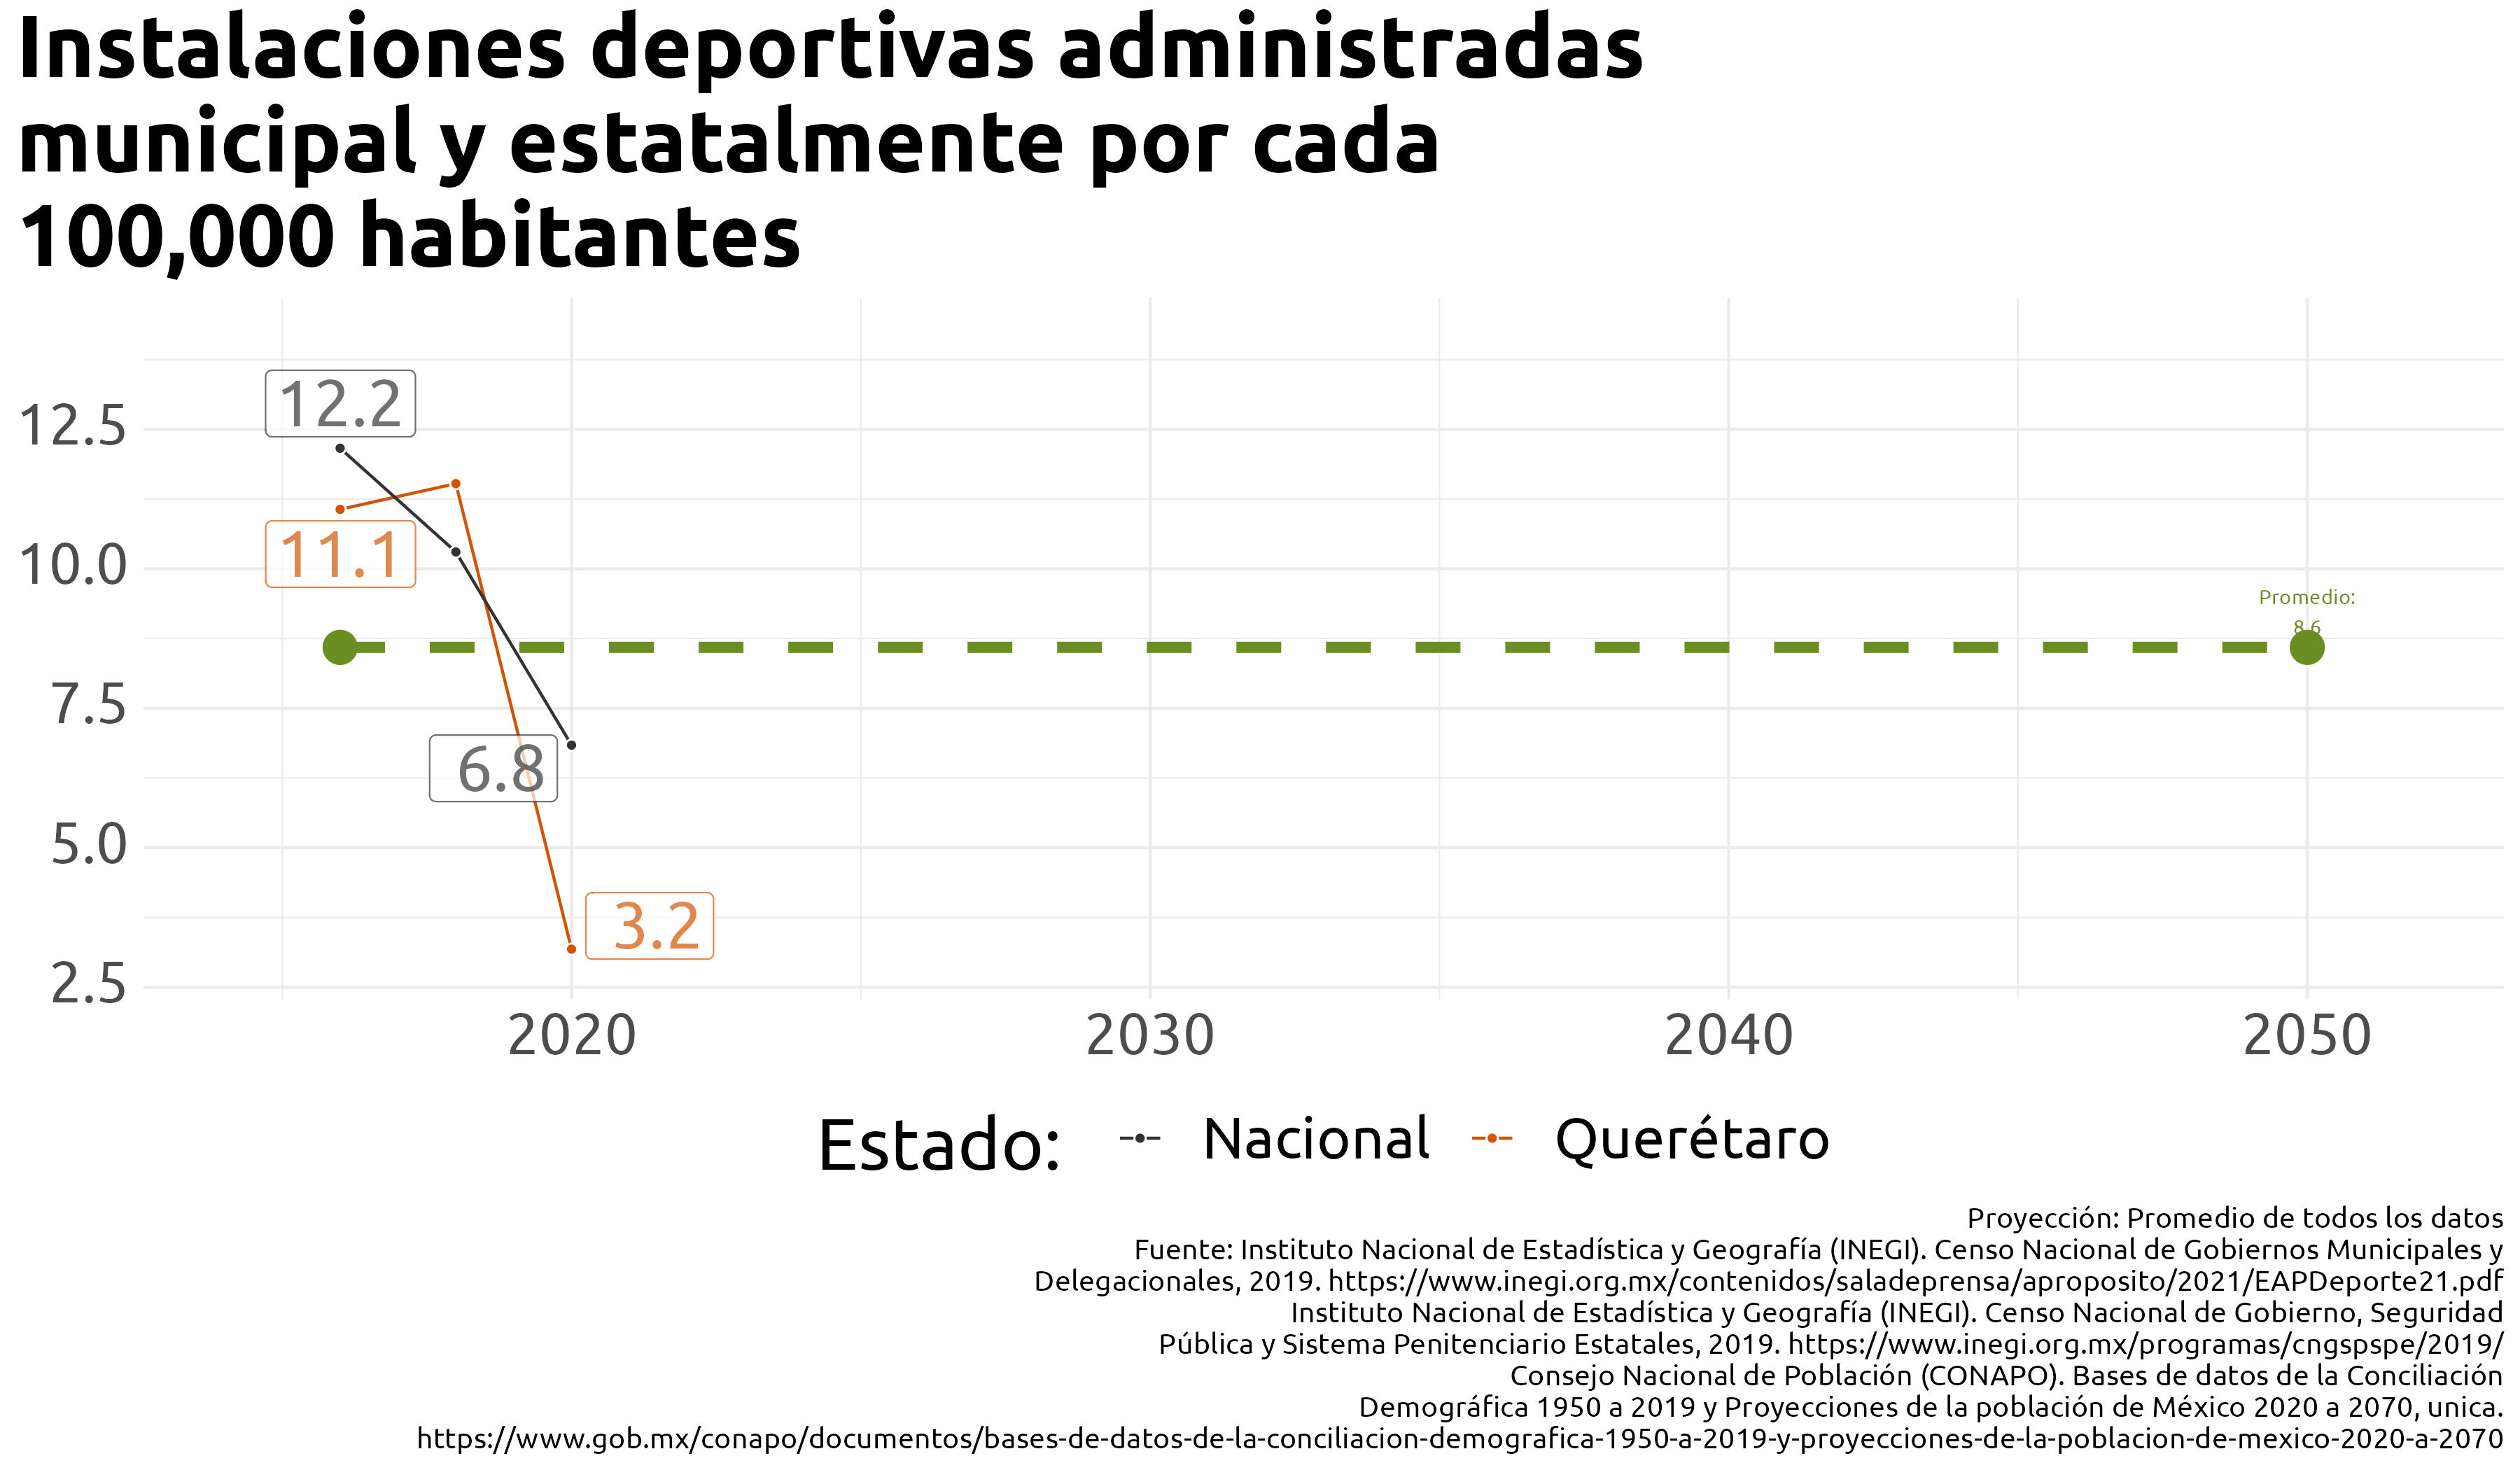 Instalaciones deportivas administradas
municipal y estatalmente por cada
100,000 habitantes
12.5
10.0
7.5
5.0
2.5
12.2
11.1
6.8
3.2
Promedio:
8.6
2020 2030 2040 2050
Estado: Nacional Querétaro
Proyección: Promedio de todos los datos
Fuente: Instituto Nacional de Estadística y Geografía (INEGI). Censo Nacional de Gobiernos Municipales y
Delegacionales, 2019. https://www.inegi.org.mx/contenidos/saladeprensa/aproposito/2021/EAPDeporte21.pdf
Instituto Nacional de Estadística y Geografía (INEGI). Censo Nacional de Gobierno, Seguridad
Pública y Sistema Penitenciario Estatales, 2019. https://www.inegi.org.mx/programas/cngspspe/2019/
Consejo Nacional de Población (CONAPO). Bases de datos de la Conciliación
Demográfica 1950 a 2019 y Proyecciones de la población de México 2020 a 2070, unica.
https://www.gob.mx/conapo/documentos/bases-de-datos-de-la-conciliacion-demografica-1950-a-2019-y-proyecciones-de-la-poblacion-de-mexico-2020-a-2070